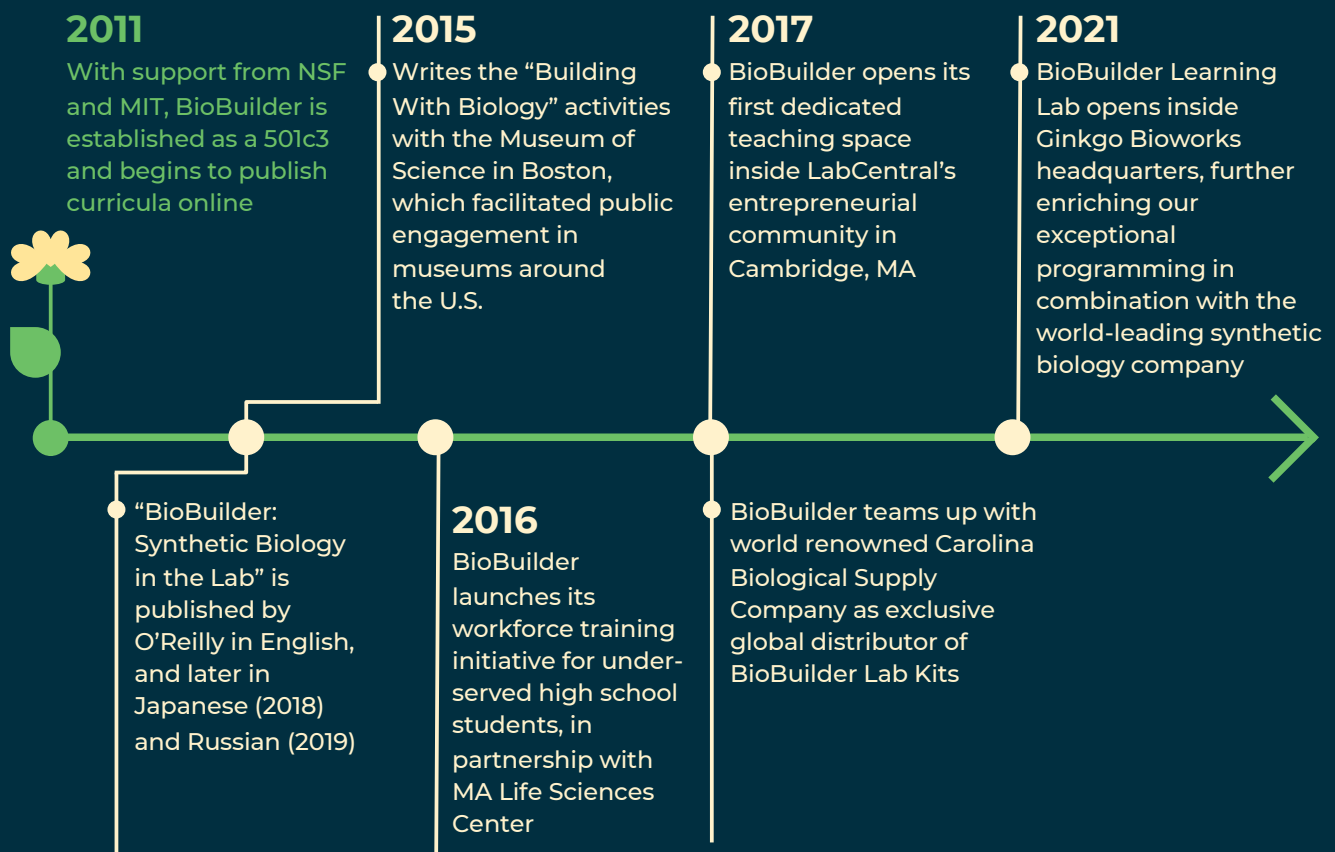 2011
With support from NSF
and MIT, BioBuilder is
established as a 501c3
and begins to publish
curricula online
2015
Writes the “Building
With Biology” activities
with the Museum of
Science in Boston,
which facilitated public
engagement in
museums around
the U.S.
“BioBuilder:
Synthetic Biology
in the Lab” is
published by
O’Reilly in English,
and later in
Japanese (2018)
and Russian (2019)
2016
BioBuilder
launches its
workforce training
initiative for under-
served high school
students, in
partnership with
MA Life Sciences
Center
2017
BioBuilder opens its
first dedicated
teaching space
inside LabCentral’s
entrepreneurial
community in
Cambridge, MA
BioBuilder teams up with
world renowned Carolina
Biological Supply
Company as exclusive
global distributor of
BioBuilder Lab Kits
2021
BioBuilder Learning
Lab opens inside
Ginkgo Bioworks
headquarters, further
enriching our
exceptional
programming in
combination with the
world-leading synthetic
biology company